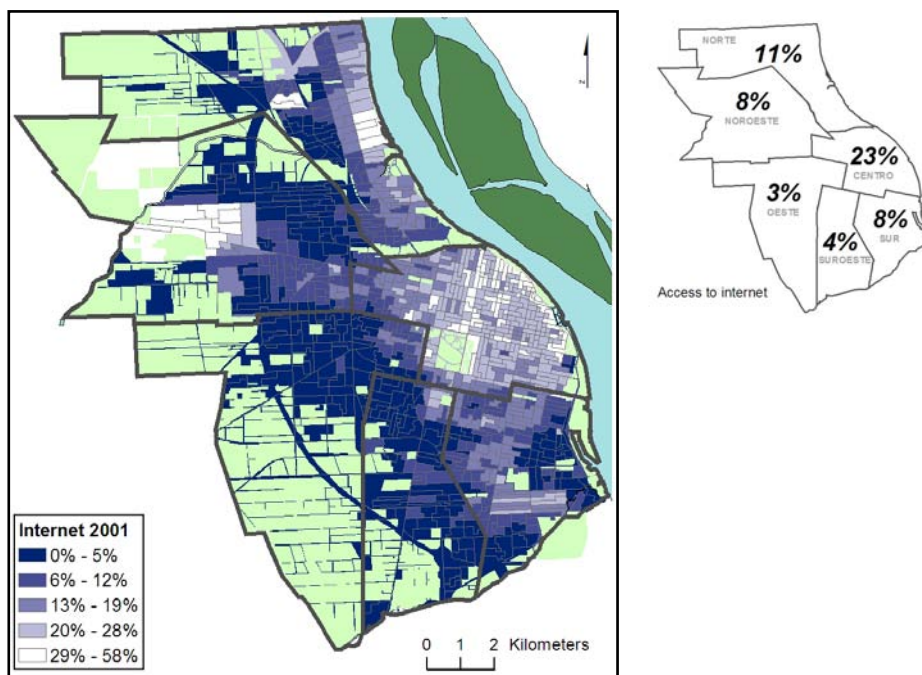 Internet 2001
0% - 5%
6% - 12%
13% - 19%
20% - 28%
29% - 58%
0 1 2 Kilometers
z
NORTE
11%
8%
NOROESTE
23%
CENTRO
3%
OESTE
8%
SUR
4%
SUROESTE
Access to internet